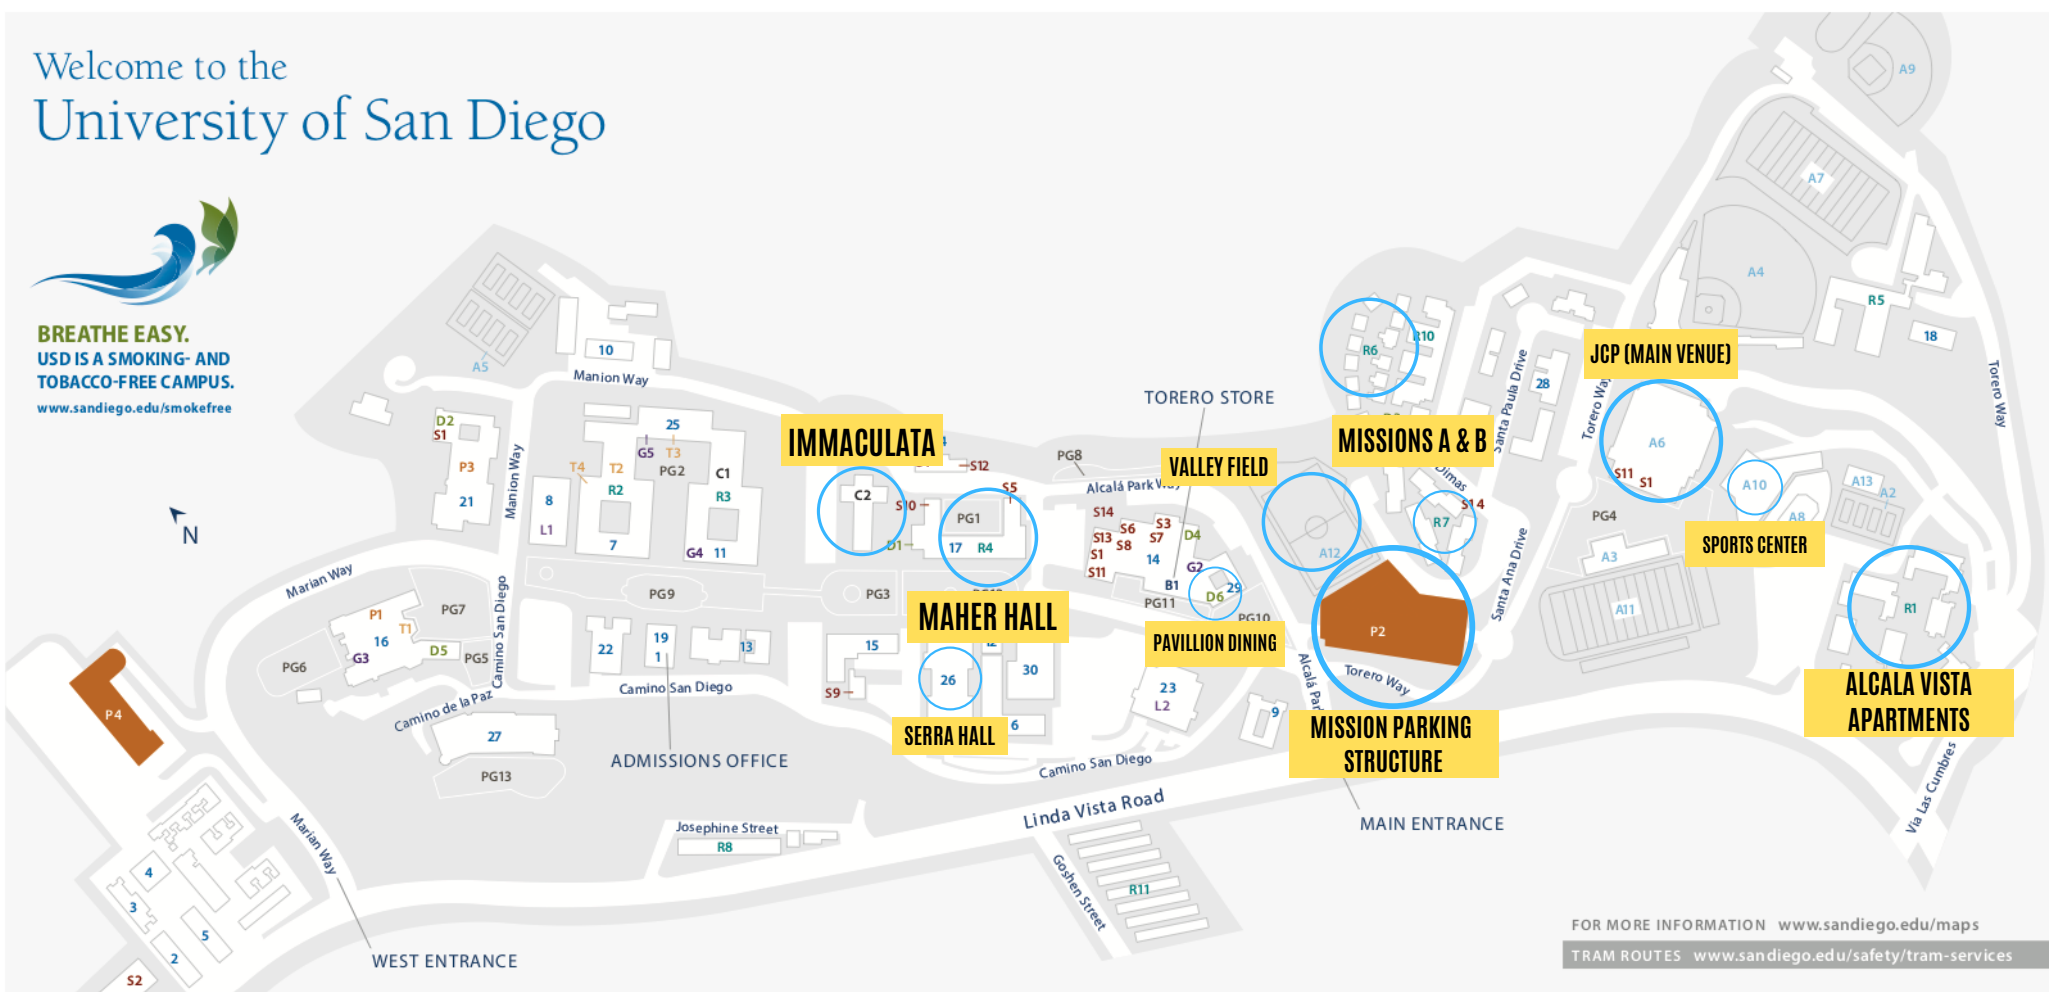 Welcome to the
University of San Diego
BREATHE EASY.
USD IS A SMOKING- AND
TOBACCO-FREE CAMPUS.
www.sandiego.edu/smokefree
N
A9
A7
A4
R5
18
Torero Way
A5
10
Manion Way
D2
S1
P3
21
Manion Way
8
L1
T4
T2
R2
7
25
G5
T3
PG2
C1
R3
G4
11
IMMACULATA
C2
S12
S10
S5
PG1
D1
17
R4
PG8
Alcalá Park Way
TORERO STORE
VALLEY FIELD
S14
S6
S3
S13
S8
S7
D4
S1
S11
14
G2
B1
29
D6
PG11
PG10
A12
R6
R10
MISSIONS A & B
Dimas
S14
R7
Santa Paula Drive
28
Torero Way
JCP (MAIN VENUE)
A6
S11
S1
PG4
A10
A8
A13
A2
SPORTS CENTER
A3
A11
R1
ALCALA VISTA
APARTMENTS
Santa Ana Drive
P2
Torero Way
MISSION PARKING
STRUCTURE
PAVILLION DINING
Alcalá Par
Marian Way
P1
T1
16
G3
PG7
D5
PG5
PG6
Camino San Diego
PG9
PG3
MAHER HALL
22
19
1
13
15
S9
26
12
30
6
SERRA HALL
23
L2
9
Camino San Diego
Camino de la Paz
27
PG13
ADMISSIONS OFFICE
Camino San Diego
Linda Vista Road
MAIN ENTRANCE
Via Las Cumbres
P4
Marian Way
Josephine Street
R8
Goshen Street
R11
4
3
5
2
S2
WEST ENTRANCE
FOR MORE INFORMATION www.sandiego.edu/maps
TRAM ROUTES www.sandiego.edu/safety/tram-services